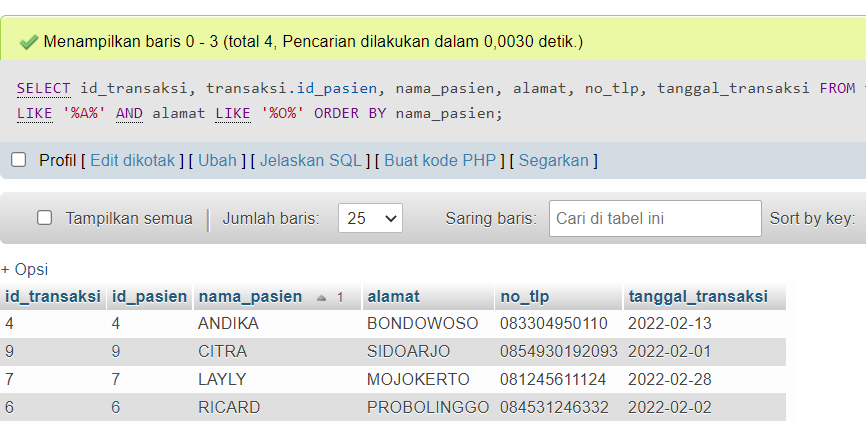 Menampilkan baris 0 - 3 (total 4, Pencarian dilakukan dalam 0,0030 detik.)
SELECT id_transaksi, transaksi.id_pasien, nama_pasien, alamat, no_tlp, tanggal_transaksi FROM
LIKE '%A%' AND alamat LIKE '%O%' ORDER BY nama_pasien;
Profil [ Edit dikotak ] [ Ubah ] [ Jelaskan SQL ] [ Buat kode PHP ] [ Segarkan ]
Tampilkan semua | Jumlah baris: 25 Saring baris: Cari di tabel ini Sort by key:
+ Opsi
id_transaksi id_pasien nama_pasien 1 alamat no_tlp tanggal_transaksi
4 4 ANDIKA BONDOWOSO 083304950110 2022-02-13
9 9 CITRA SIDOARJO 0854930192093 2022-02-01
7 7 LAYLY MOJOKERTO 081245611124 2022-02-28
6 6 RICARD PROBOLINGGO 084531246332 2022-02-02